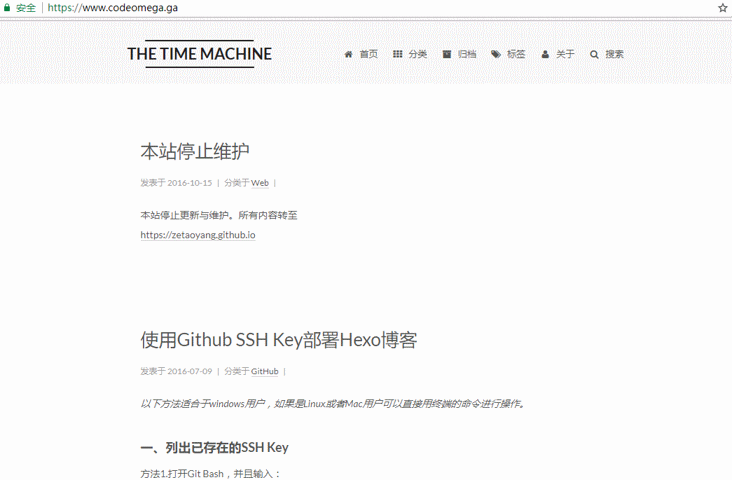 安全 https://www.codeomega.ga
THE TIME MACHINE 首页 分类 归档 标签 关于 搜索
本站停止维护
发表于 2016-10-15 | 分类于 Web |
本站停止更新与维护。所有内容转至
https://zetaoyang.github.io
使用Github SSH Key部署Hexo博客
发表于 2016-07-09 | 分类于 GitHub |
以下方法适合于windows用户，如果是Linux或者Mac用户可以直接用终端的命令进行操作。
一、列出已存在的SSH Key
方法1.打开Git Bash，并且输入：